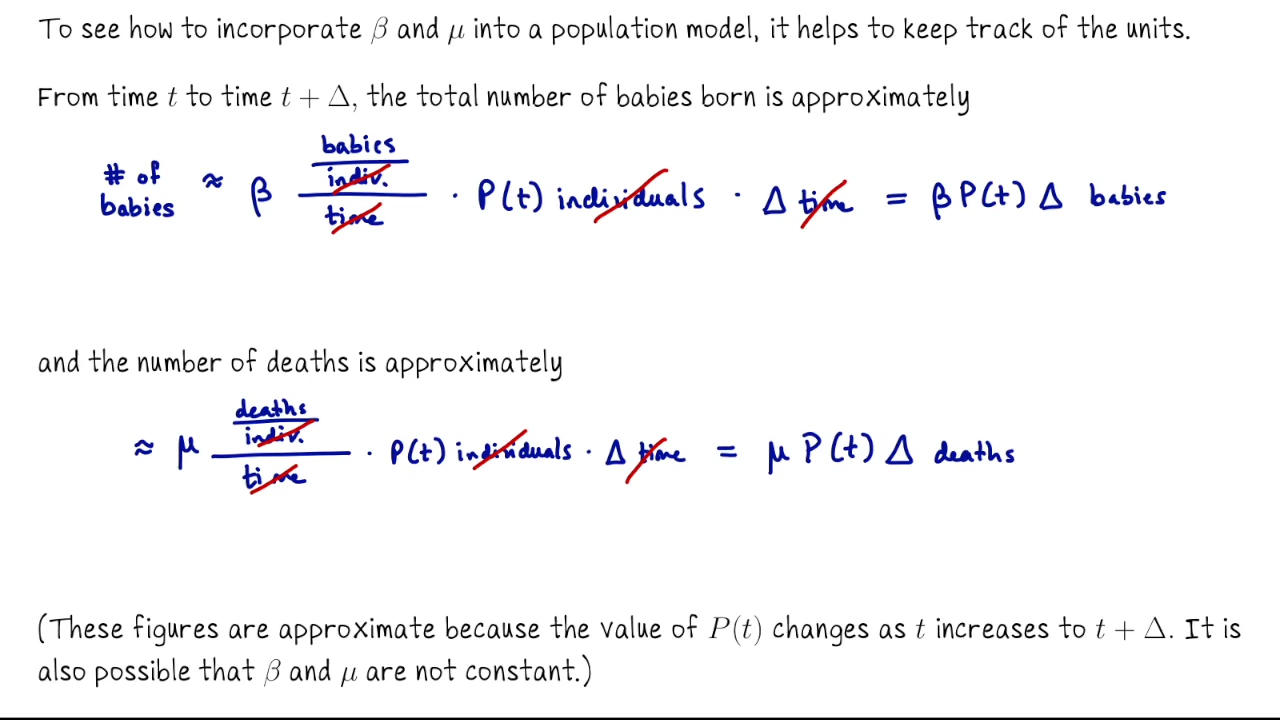 To see how to incorporate β and μ into a population model, it helps to keep track of the units.
From time t to time t + Δ, the total number of babies born is approximately
# of babies ≈ β babies/indiv./time · P(t) individuals · Δ time = β P(t) Δ babies
and the number of deaths is approximately
≈ μ deaths/indiv./time · P(t) individuals · Δ time = μ P(t) Δ deaths
(These figures are approximate because the value of P(t) changes as t increases to t + Δ. It is
also possible that β and μ are not constant.)